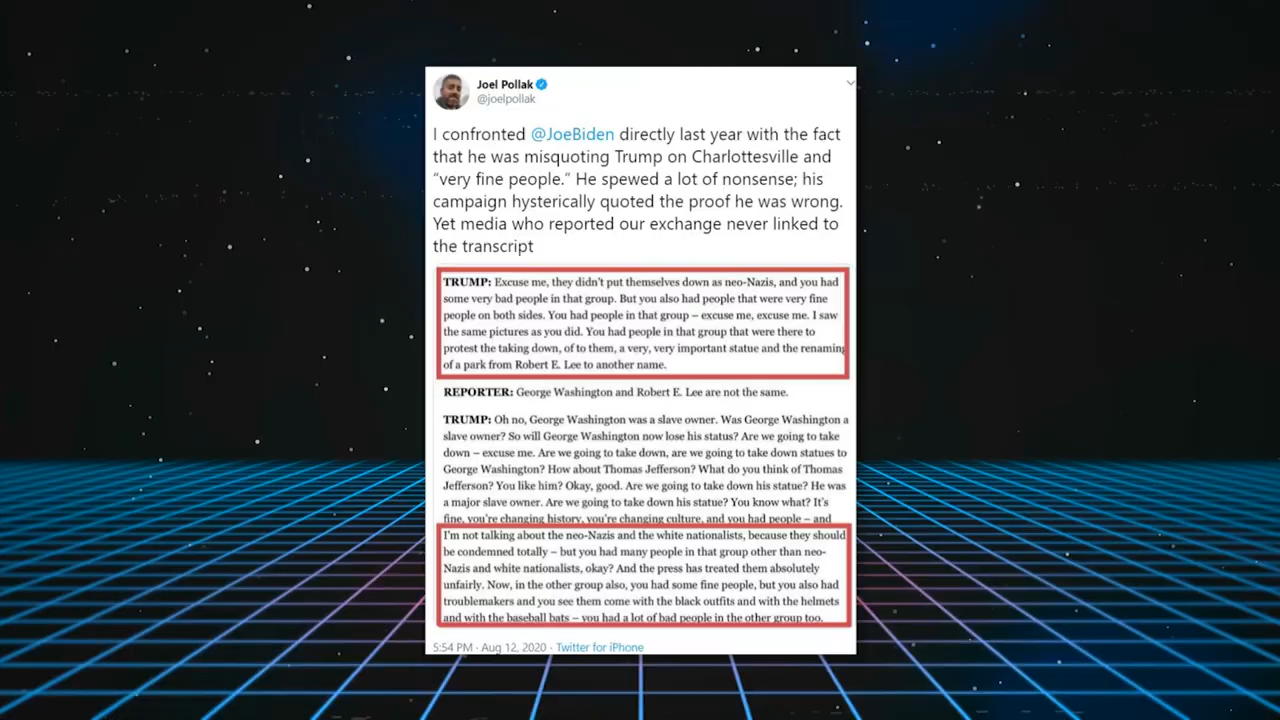 Joel Pollak
@joelpollak
I confronted @JoeBiden directly last year with the fact
that he was misquoting Trump on Charlottesville and
“very fine people.” He spewed a lot of nonsense; his
campaign hysterically quoted the proof he was wrong.
Yet media who reported our exchange never linked to
the transcript
TRUMP: Excuse me, they didn't put themselves down as neo-Nazis, and you had
some very bad people in that group. But you also had people that were very fine
people on both sides. You had people in that group – excuse me, excuse me. I saw
the same pictures as you did. You had people in that group that were there to
protest the taking down, of to them, a very, very important statue and the renaming
of a park from Robert E. Lee to another name.
REPORTER: George Washington and Robert E. Lee are not the same.
TRUMP: Oh no, George Washington was a slave owner. Was George Washington a
slave owner? So will George Washington now lose his status? Are we going to take
down – excuse me. Are we going to take down, are we going to take down statues to
George Washington? How about Thomas Jefferson? What do you think of Thomas
Jefferson? You like him? Okay, good. Are we going to take down his statue? He was
a major slave owner. Are we going to take down his statue? You know what? It's
fine, you're changing history, you're changing culture, and you had people – and
I'm not talking about the neo-Nazis and the white nationalists, because they should
be condemned totally – but you had many people in that group other than neo-
Nazis and white nationalists, okay? And the press has treated them absolutely
unfairly. Now, in the other group also, you had some fine people, but you also had
troublemakers and you see them come with the black outfits and with the helmets
and with the baseball bats – you had a lot of bad people in the other group too.
5:54 PM · Aug 12, 2020 · Twitter for iPhone